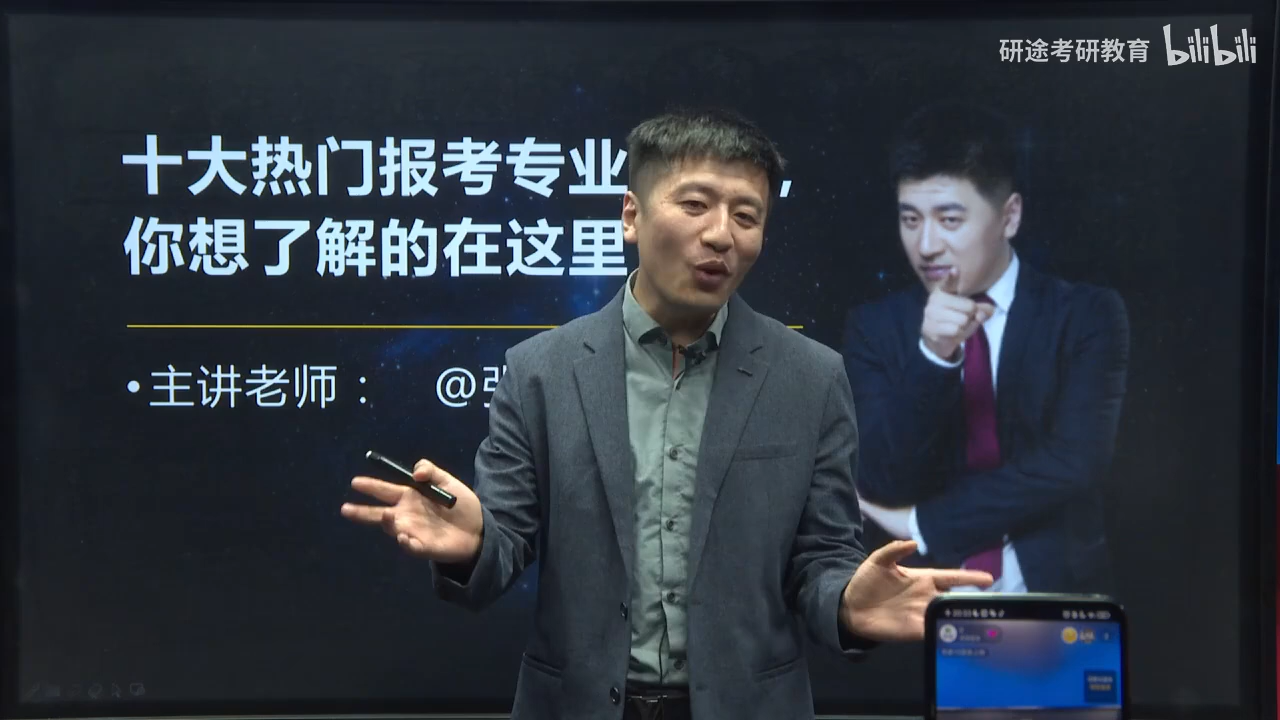 研途考研教育 bilibili
十大热门报考专业
,
你想了解的在这里
•主讲老师： @张